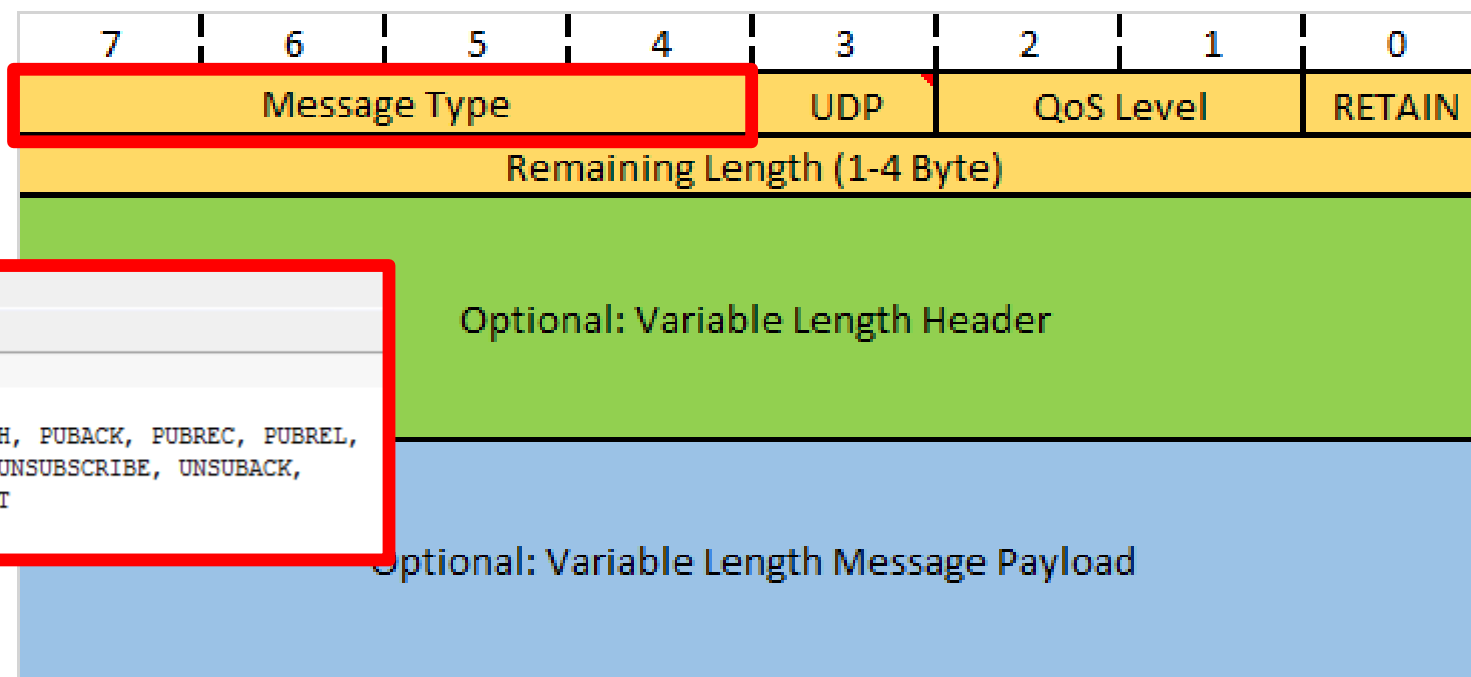 7 6 5 4 3 2 1 0
Message Type UDP QoS Level RETAIN
Remaining Length (1-4 Byte)
Optional: Variable Length Header
PUBACK, PUBREC, PUBREL,
UNSUBSCRIBE, UNSUBACK,
Optional: Variable Length Message Payload